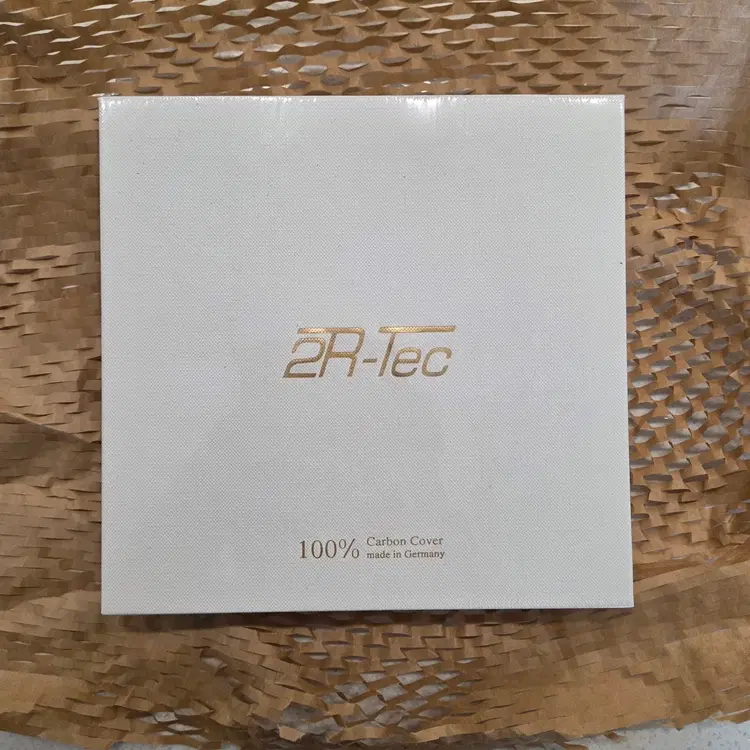 2R-Tec
100% Carbon Cover
made in Germany